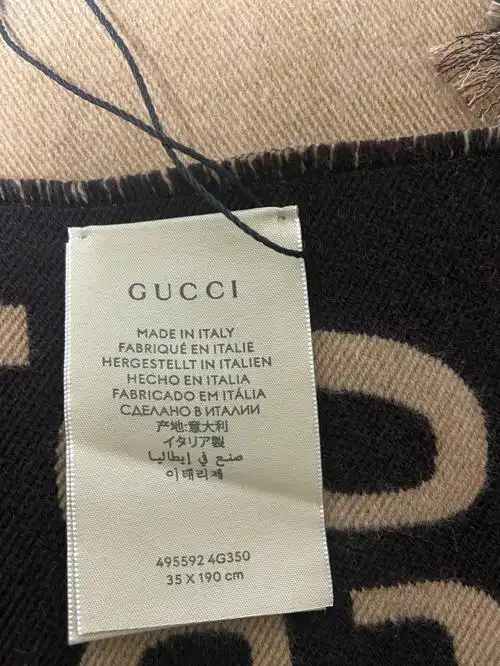 GUCCI
MADE IN ITALY
FABRIQUÉ EN ITALIE
HERGESTELLT IN ITALIEN
HECHO EN ITALIA
FABRICADO EM ITÁLIA
СДЕЛАНО В ИТАЛИИ
产地:意大利
イタリア製
صنع في إيطاليا
이태리제
495592 4G350
35 X 190 cm